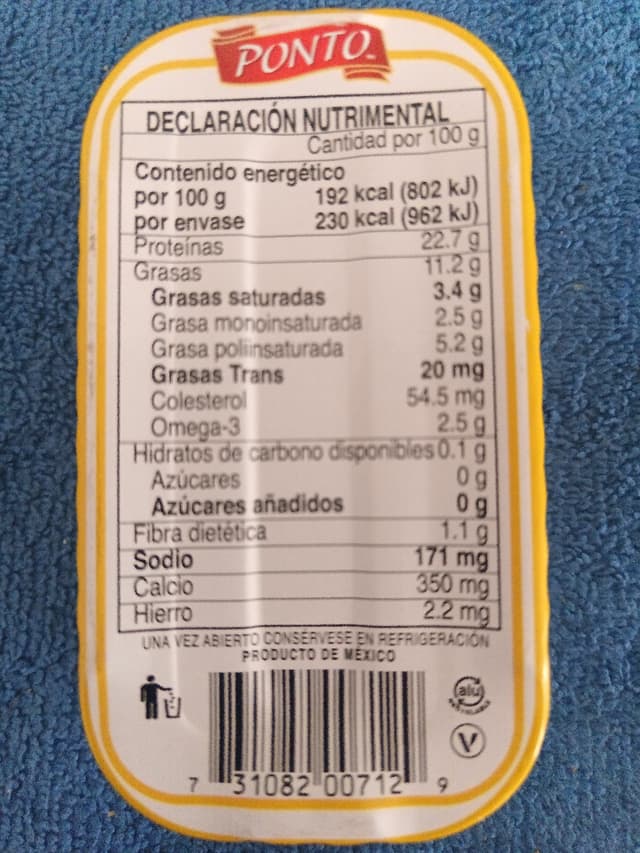 PONTO
DECLARACIÓN NUTRIMENTAL
Cantidad por 100 g
Contenido energético
por 100 g 192 kcal (802 kJ)
por envase 230 kcal (962 kJ)
Proteínas 22.7 g
Grasas 11.2 g
Grasas saturadas 3.4 g
Grasa monoinsaturada 2.5 g
Grasa poliinsaturada 5.2 g
Grasas Trans 20 mg
Colesterol 54.5 mg
Omega-3 2.5 g
Hidratos de carbono disponibles 0.1 g
Azúcares 0 g
Azúcares añadidos 0 g
Fibra dietética 1.1 g
Sodio 171 mg
Calcio 350 mg
Hierro 2.2 mg
UNA VEZ ABIERTO CONSÉRVESE EN REFRIGERACIÓN
PRODUCTO DE MÉXICO
alu
V
7 31082 00712 9